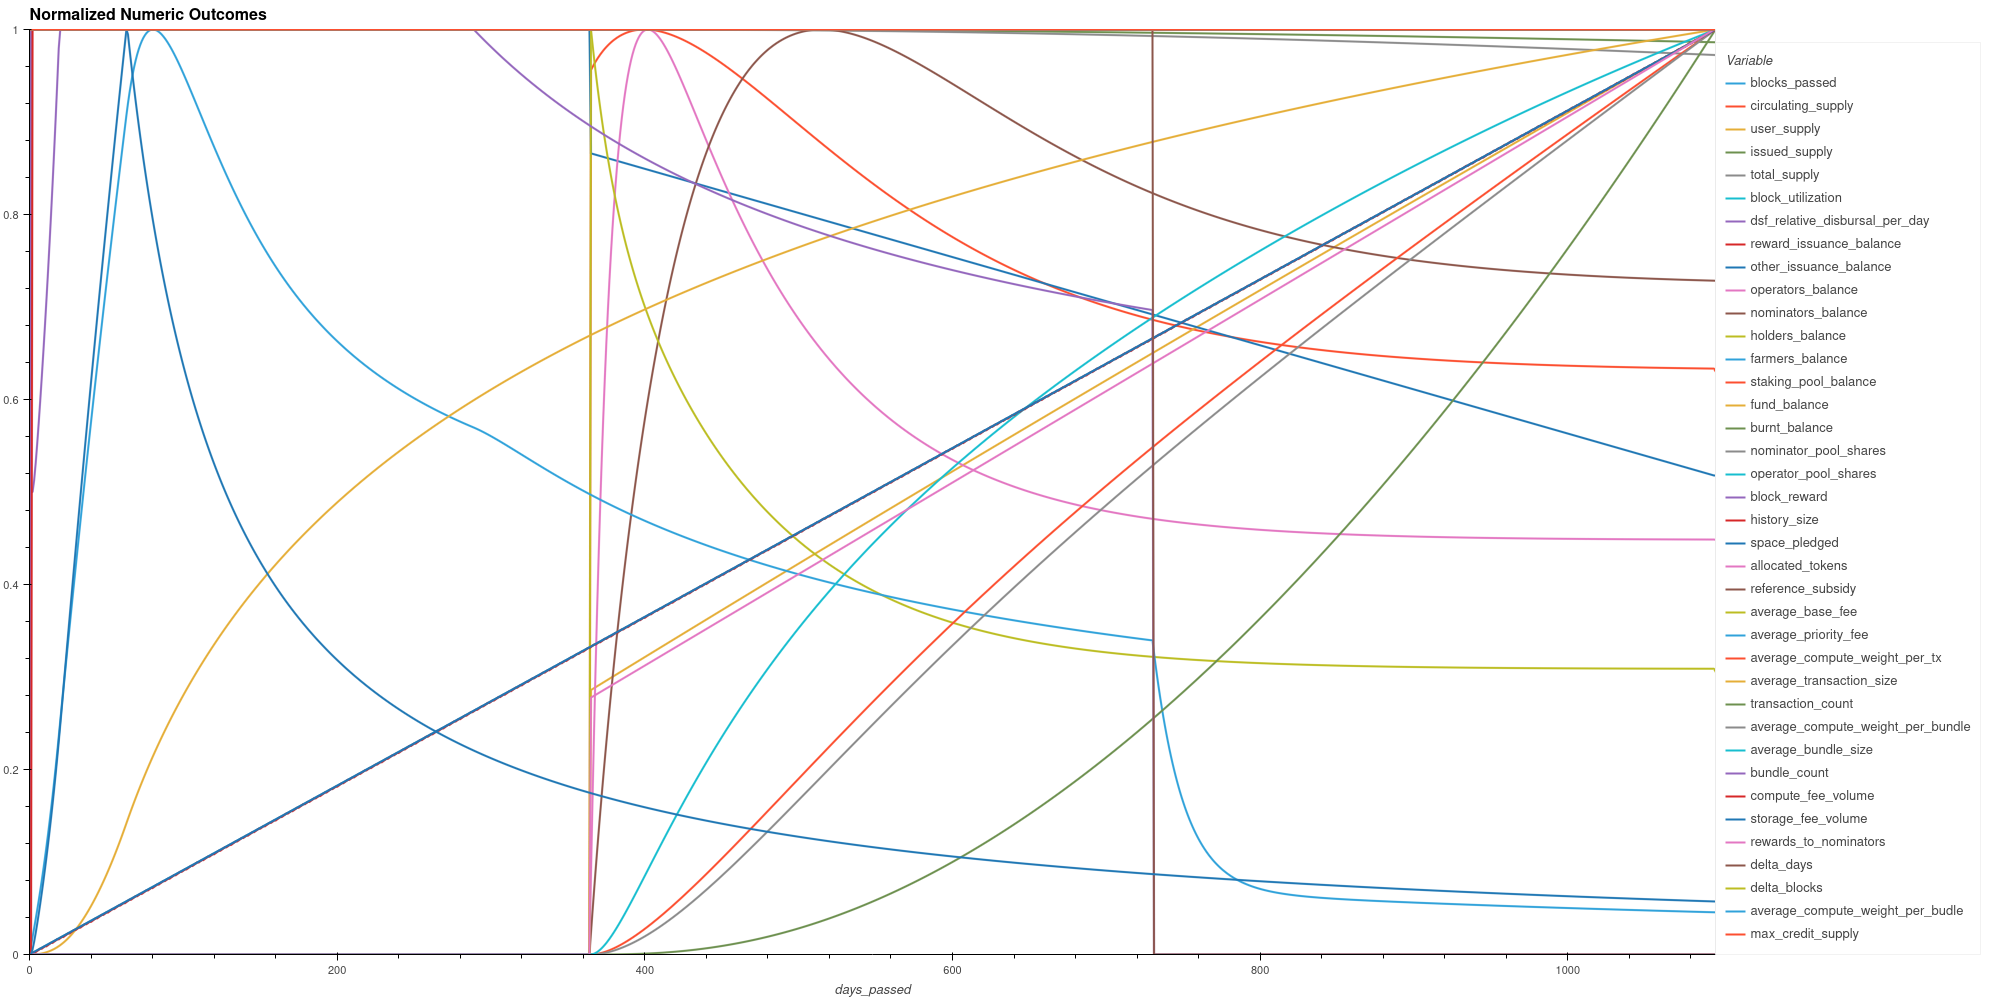 Normalized Numeric Outcomes
1
0.8
0.6
0.4
0.2
0
0 200 400 600 800 1000
days_passed
Variable
blocks_passed
circulating_supply
user_supply
issued_supply
total_supply
block_utilization
dsf_relative_disbursal_per_day
reward_issuance_balance
other_issuance_balance
operators_balance
nominators_balance
holders_balance
farmers_balance
staking_pool_balance
fund_balance
burnt_balance
nominator_pool_shares
operator_pool_shares
block_reward
history_size
space_pledged
allocated_tokens
reference_subsidy
average_base_fee
average_priority_fee
average_compute_weight_per_tx
average_transaction_size
transaction_count
average_compute_weight_per_bundle
average_bundle_size
bundle_count
compute_fee_volume
storage_fee_volume
rewards_to_nominators
delta_days
delta_blocks
average_compute_weight_per_budle
max_credit_supply